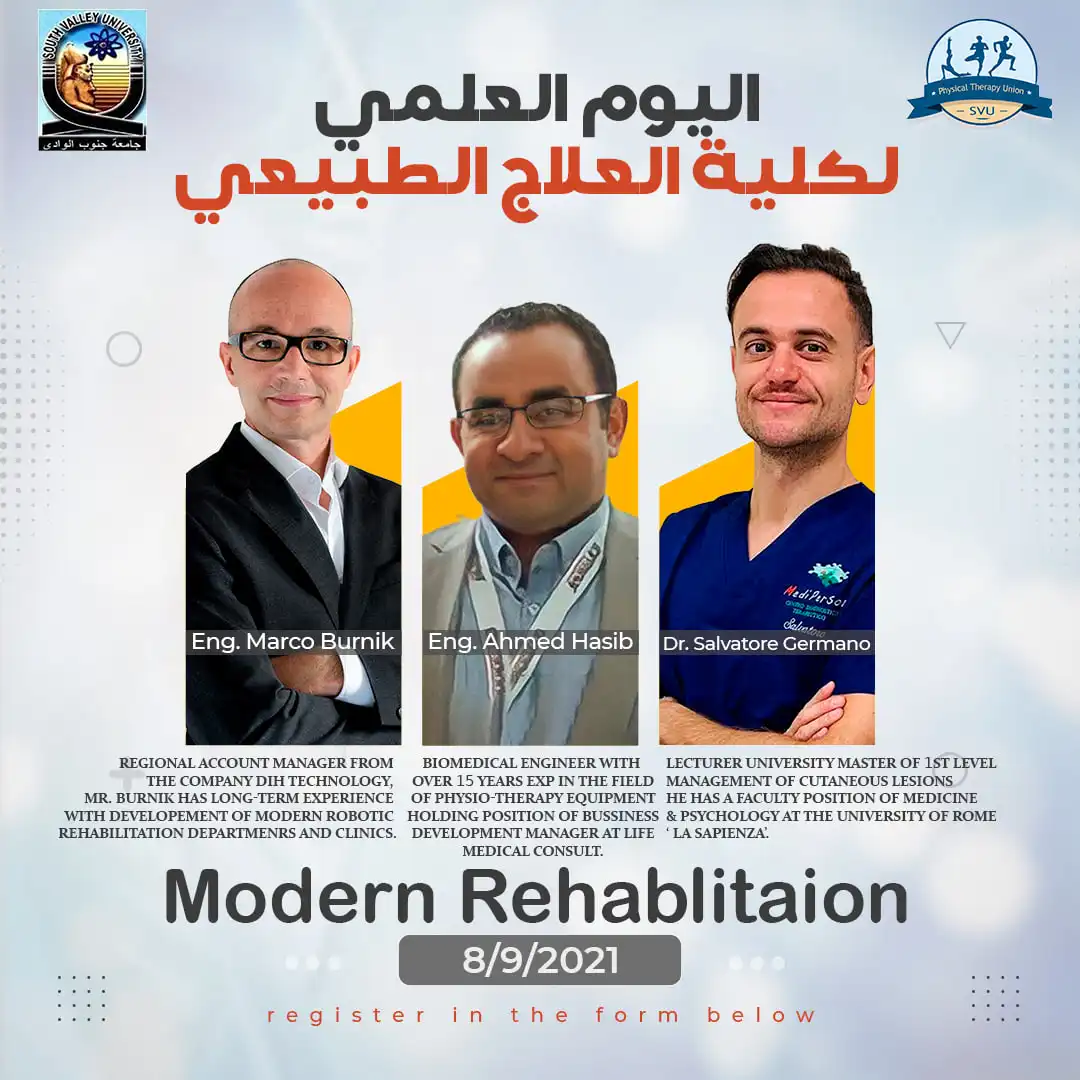 SOUTH VALLEY UNIVERSITY
جامعة جنوب الوادى
Physical Therapy Union
SVU
اليوم العلمي
لكلية العلاج الطبيعي
MediPerSol
CENTRO DIAGNOSTICO
TERAPEUTICO
Salvatore
Eng. Marco Burnik
Eng. Ahmed Hasib
Dr. Salvatore Germano
REGIONAL ACCOUNT MANAGER FROM
THE COMPANY DIH TECHNOLOGY,
MR. BURNIK HAS LONG-TERM EXPERIENCE
WITH DEVELOPEMENT OF MODERN ROBOTIC
REHABILITATION DEPARTMENRS AND CLINICS.
BIOMEDICAL ENGINEER WITH
OVER 15 YEARS EXP IN THE FIELD
OF PHYSIO-THERAPY EQUIPMENT
HOLDING POSITION OF BUSSINESS
DEVELOPMENT MANAGER AT LIFE
MEDICAL CONSULT.
LECTURER UNIVERSITY MASTER OF 1ST LEVEL
MANAGEMENT OF CUTANEOUS LESIONS
HE HAS A FACULTY POSITION OF MEDICINE
& PSYCHOLOGY AT THE UNIVERSITY OF ROME
‘ LA SAPIENZA’.
Modern Rehablitaion
8/9/2021
register in the form below